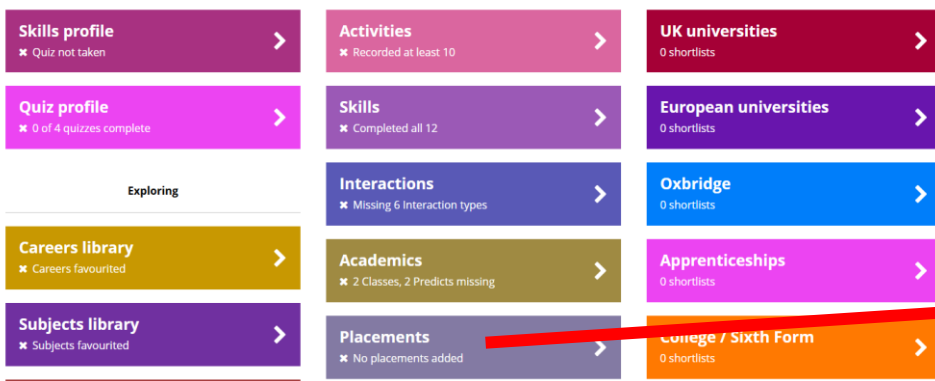 Skills profile
✖ Quiz not taken
Quiz profile
✖ 0 of 4 quizzes complete
Exploring
Careers library
✖ Careers favourited
Subjects library
✖ Subjects favourited
Activities
✖ Recorded at least 10
Skills
✖ Completed all 12
Interactions
✖ Missing 6 Interaction types
Academics
✖ 2 Classes, 2 Predicts missing
Placements
✖ No placements added
UK universities
0 shortlists
European universities
0 shortlists
Oxbridge
0 shortlists
Apprenticeships
0 shortlists
College / Sixth Form
0 shortlists